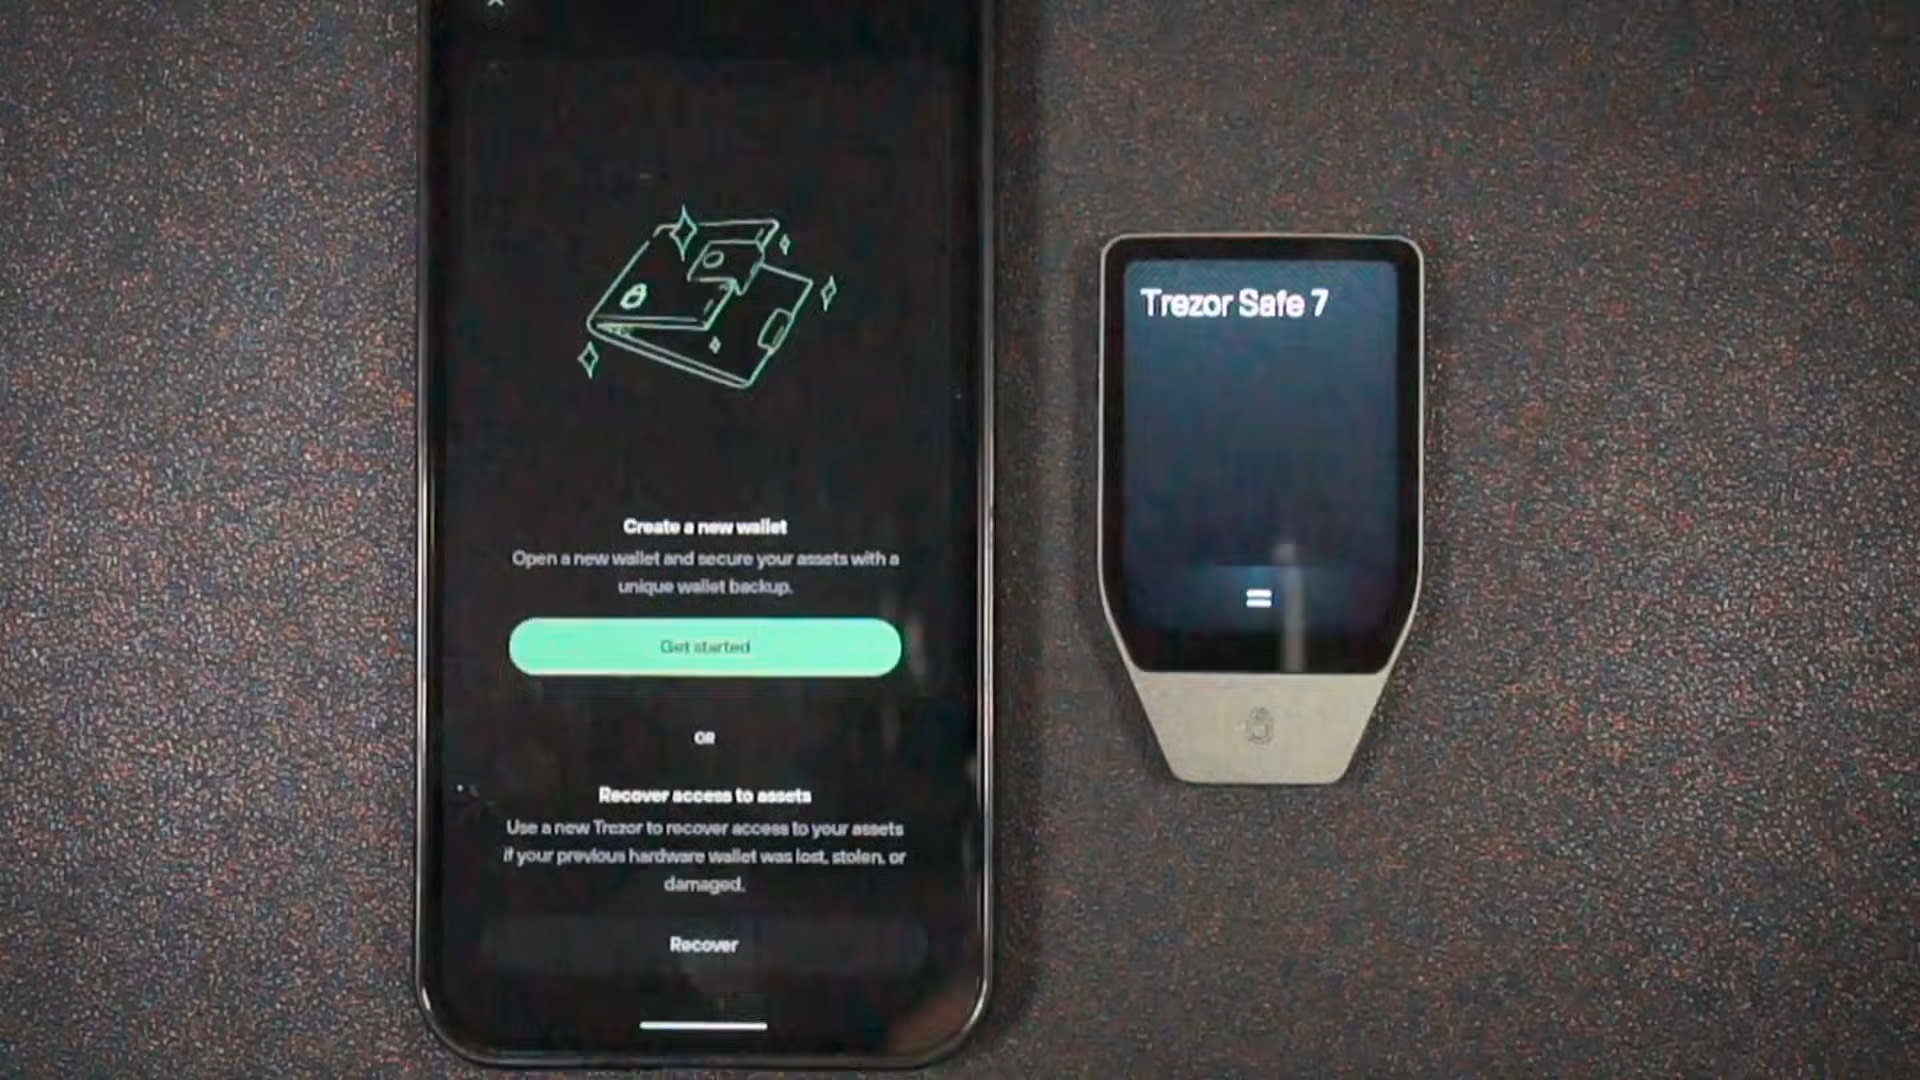 Create a new wallet
Open a new wallet and secure your assets with a
unique wallet backup.
Get started
OR
Recover access to assets
Use a new Trezor to recover access to your assets
if your previous hardware wallet was lost, stolen, or
damaged.
Recover
Trezor Safe 7